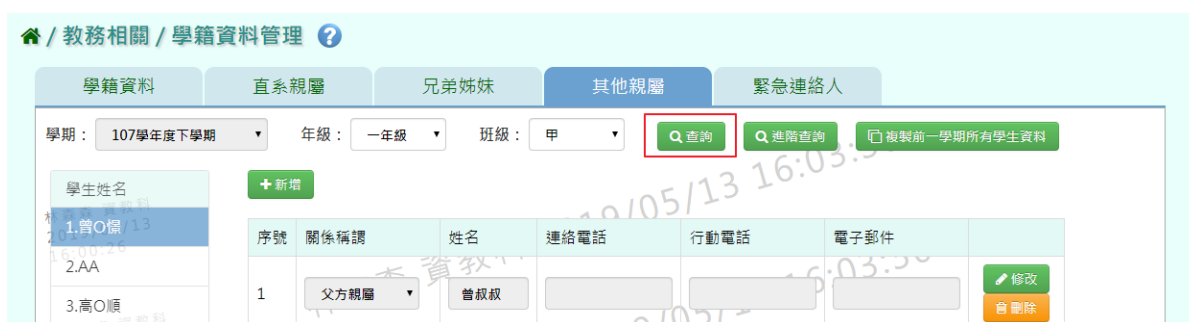 / 教務相關 / 學籍資料管理 ?
學籍資料 直系親屬 兄弟姊妹 其他親屬 緊急連絡人
學期： 107學年度下學期 年級： 一年級 班級： 甲 查詢 進階查詢 複製前一學期所有學生資料
學生姓名
新增
1.曾O憬
序號 關係稱謂 姓名 連絡電話 行動電話 電子郵件
2.AA
1 父方親屬 曾叔叔 修改
3.高O順
刪除